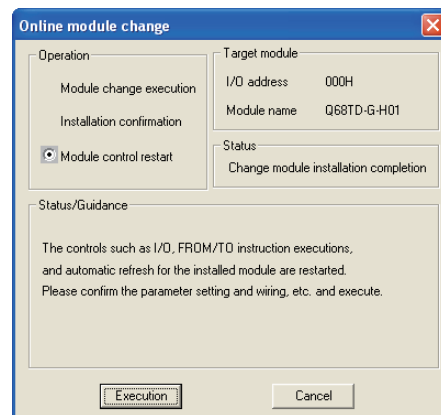 Online module change
Operation
Module change execution
Installation confirmation
Module control restart
Target module
I/O address 000H
Module name Q68TD-G-H01
Status
Change module installation completion
Status/Guidance
The controls such as I/O, FROM/TO instruction executions,
and automatic refresh for the installed module are restarted.
Please confirm the parameter setting and wiring, etc. and execute.
Execution Cancel